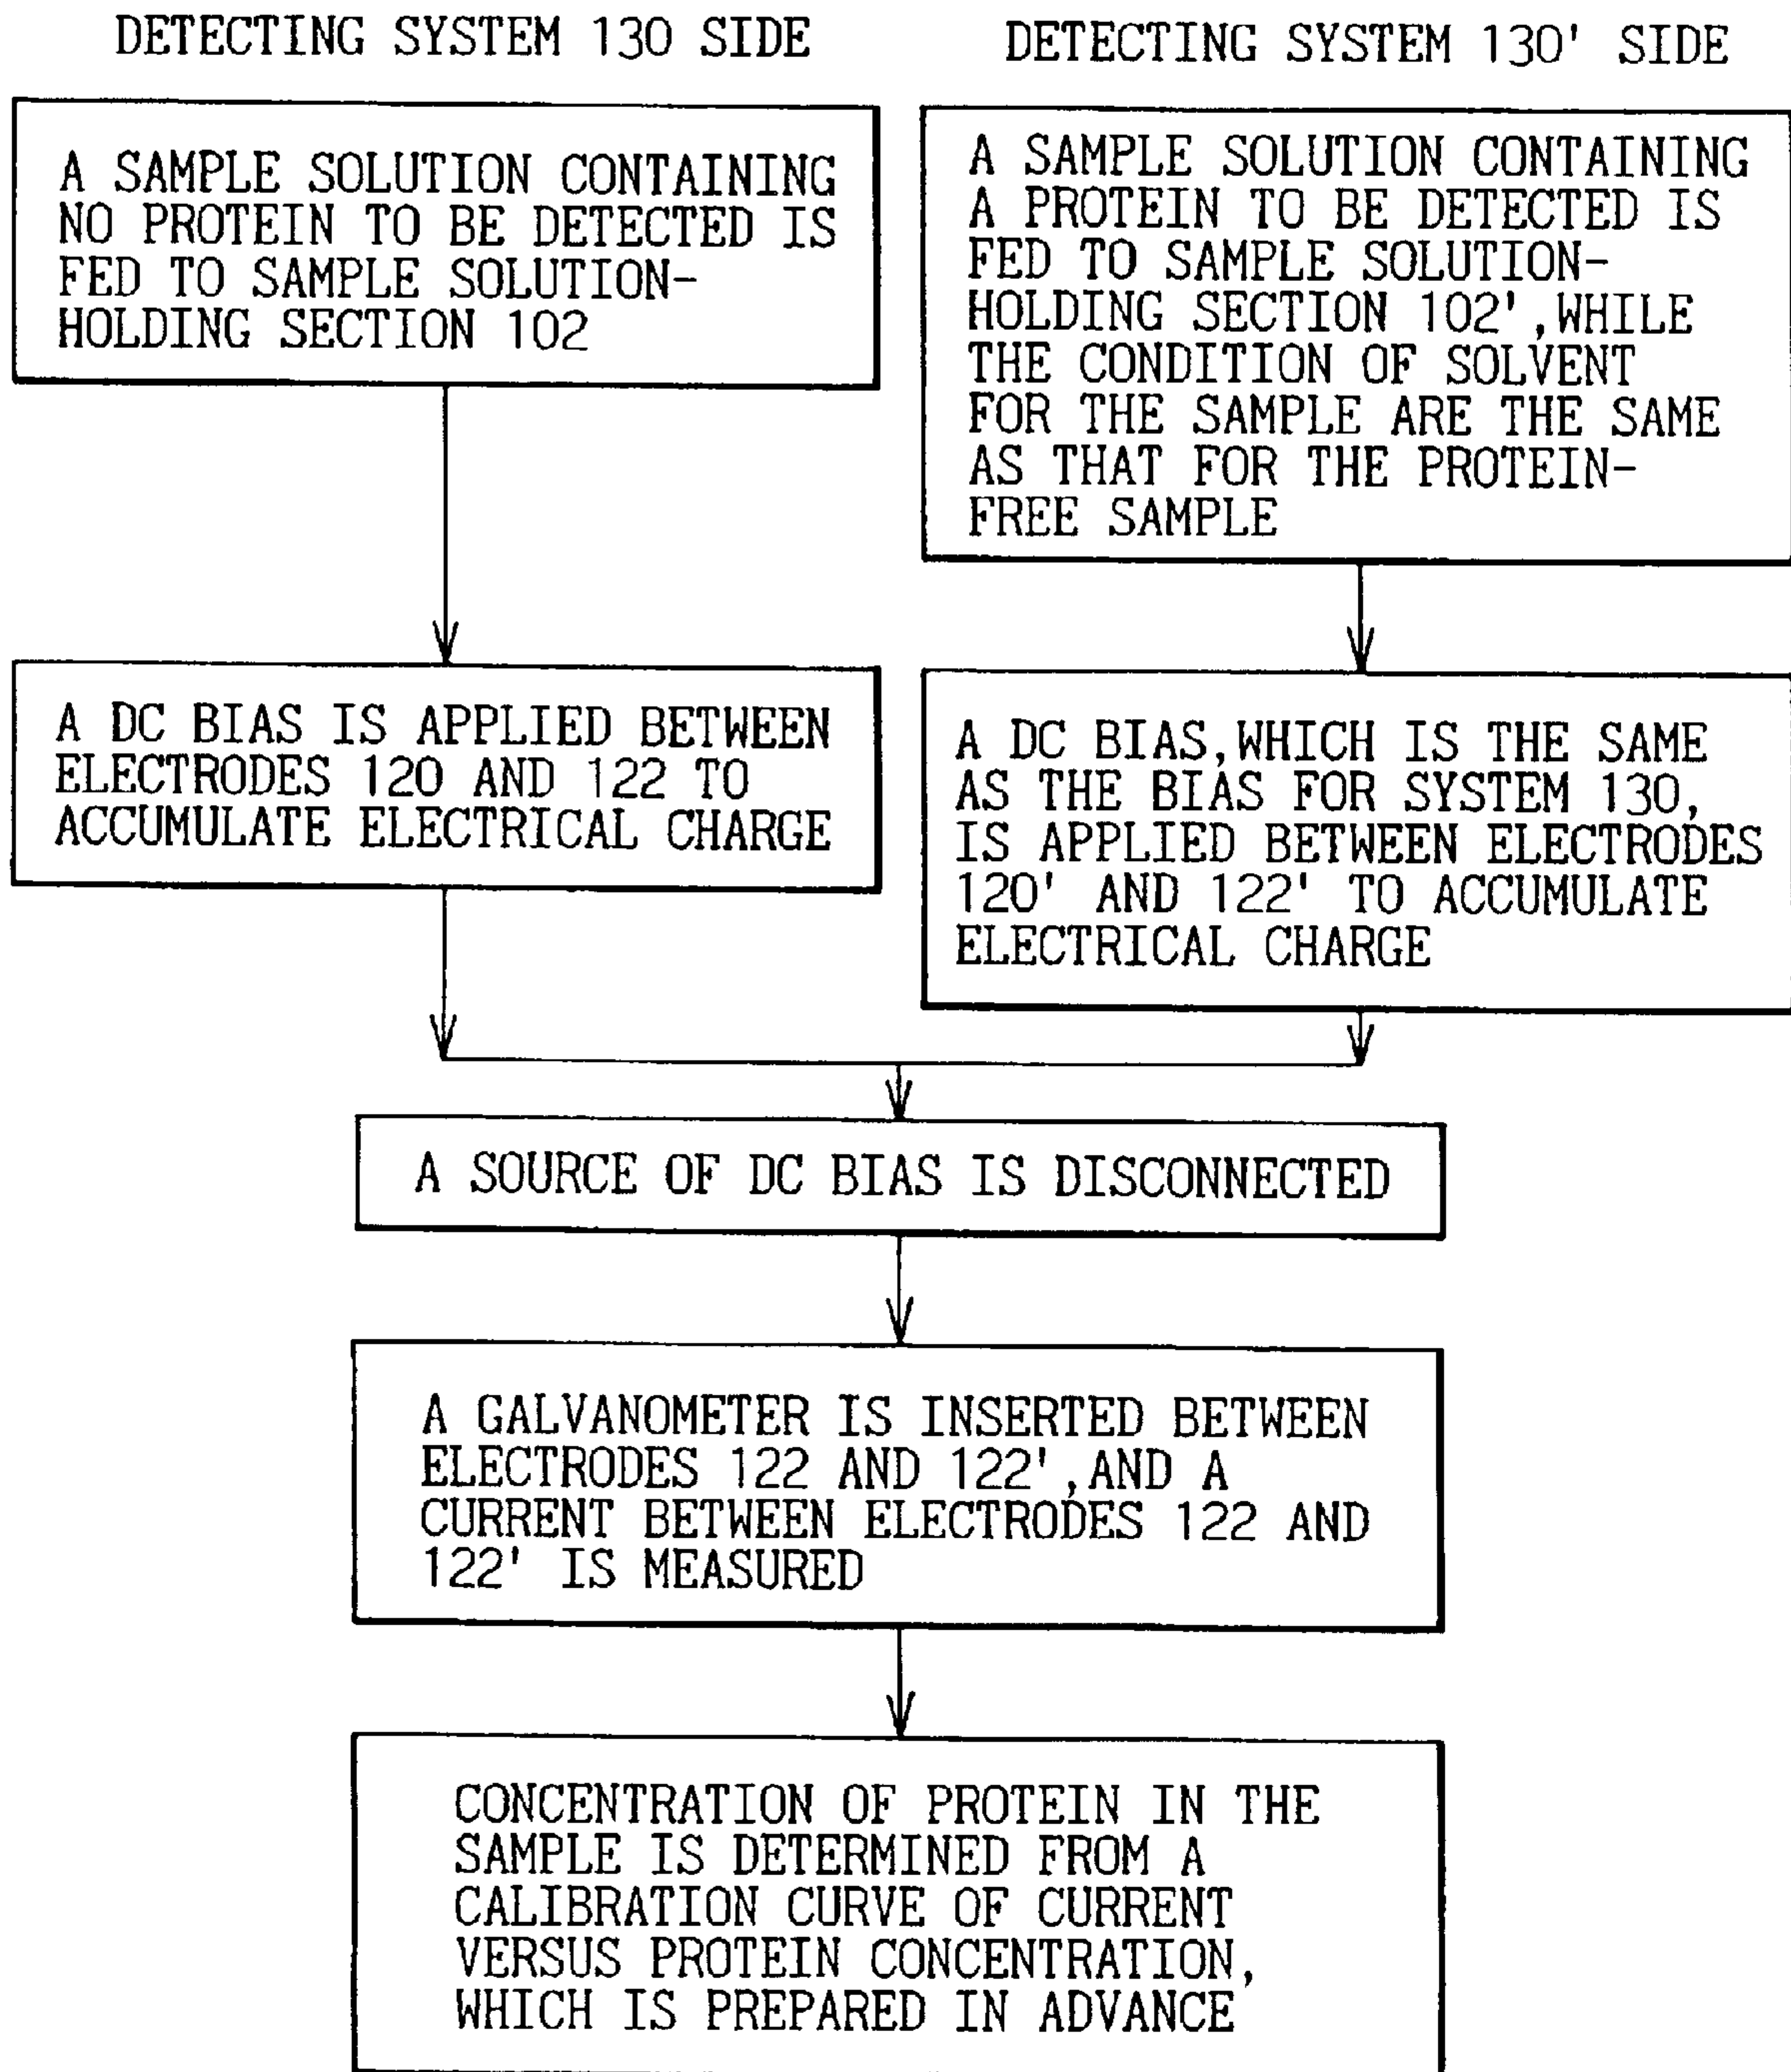 DETECTING SYSTEM 130 SIDE
A SAMPLE SOLUTION CONTAINING
NO PROTEIN TO BE DETECTED IS
FED TO SAMPLE SOLUTION-
HOLDING SECTION 102
A DC BIAS IS APPLIED BETWEEN
ELECTRODES 120 AND 122 TO
ACCUMULATE ELECTRICAL CHARGE
DETECTING SYSTEM 130' SIDE
A SAMPLE SOLUTION CONTAINING
A PROTEIN TO BE DETECTED IS
FED TO SAMPLE SOLUTION-
HOLDING SECTION 102', WHILE
THE CONDITION OF SOLVENT
FOR THE SAMPLE ARE THE SAME
AS THAT FOR THE PROTEIN-
FREE SAMPLE
A DC BIAS, WHICH IS THE SAME
AS THE BIAS FOR SYSTEM 130,
IS APPLIED BETWEEN ELECTRODES
120' AND 122' TO ACCUMULATE
ELECTRICAL CHARGE
A SOURCE OF DC BIAS IS DISCONNECTED
A GALVANOMETER IS INSERTED BETWEEN
ELECTRODES 122 AND 122', AND A
CURRENT BETWEEN ELECTRODES 122 AND
122' IS MEASURED
CONCENTRATION OF PROTEIN IN THE
SAMPLE IS DETERMINED FROM A
CALIBRATION CURVE OF CURRENT
VERSUS PROTEIN CONCENTRATION,
WHICH IS PREPARED IN ADVANCE